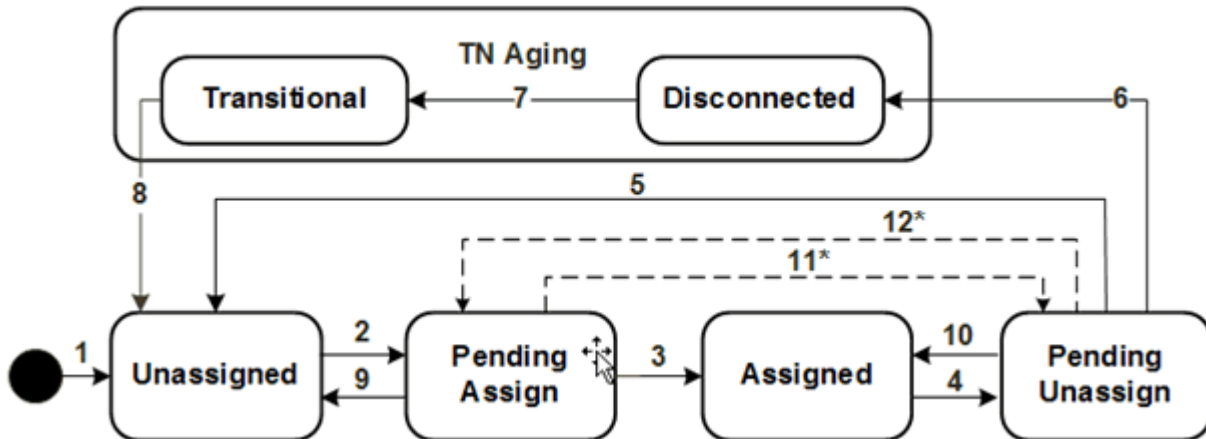 TN Aging
Transitional
7
Disconnected
6
8
5
12*
11*
1
Unassigned
2
9
Pending
Assign
3
Assigned
10
4
Pending
Unassign